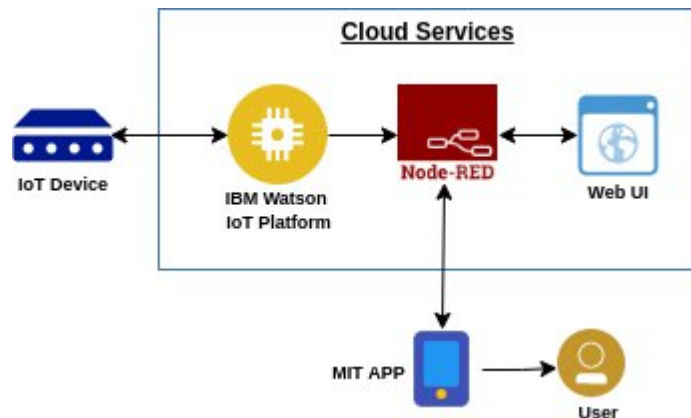 Cloud Services
IoT Device
IBM Watson
IoT Platform
Node-RED
Web UI
MIT APP
User